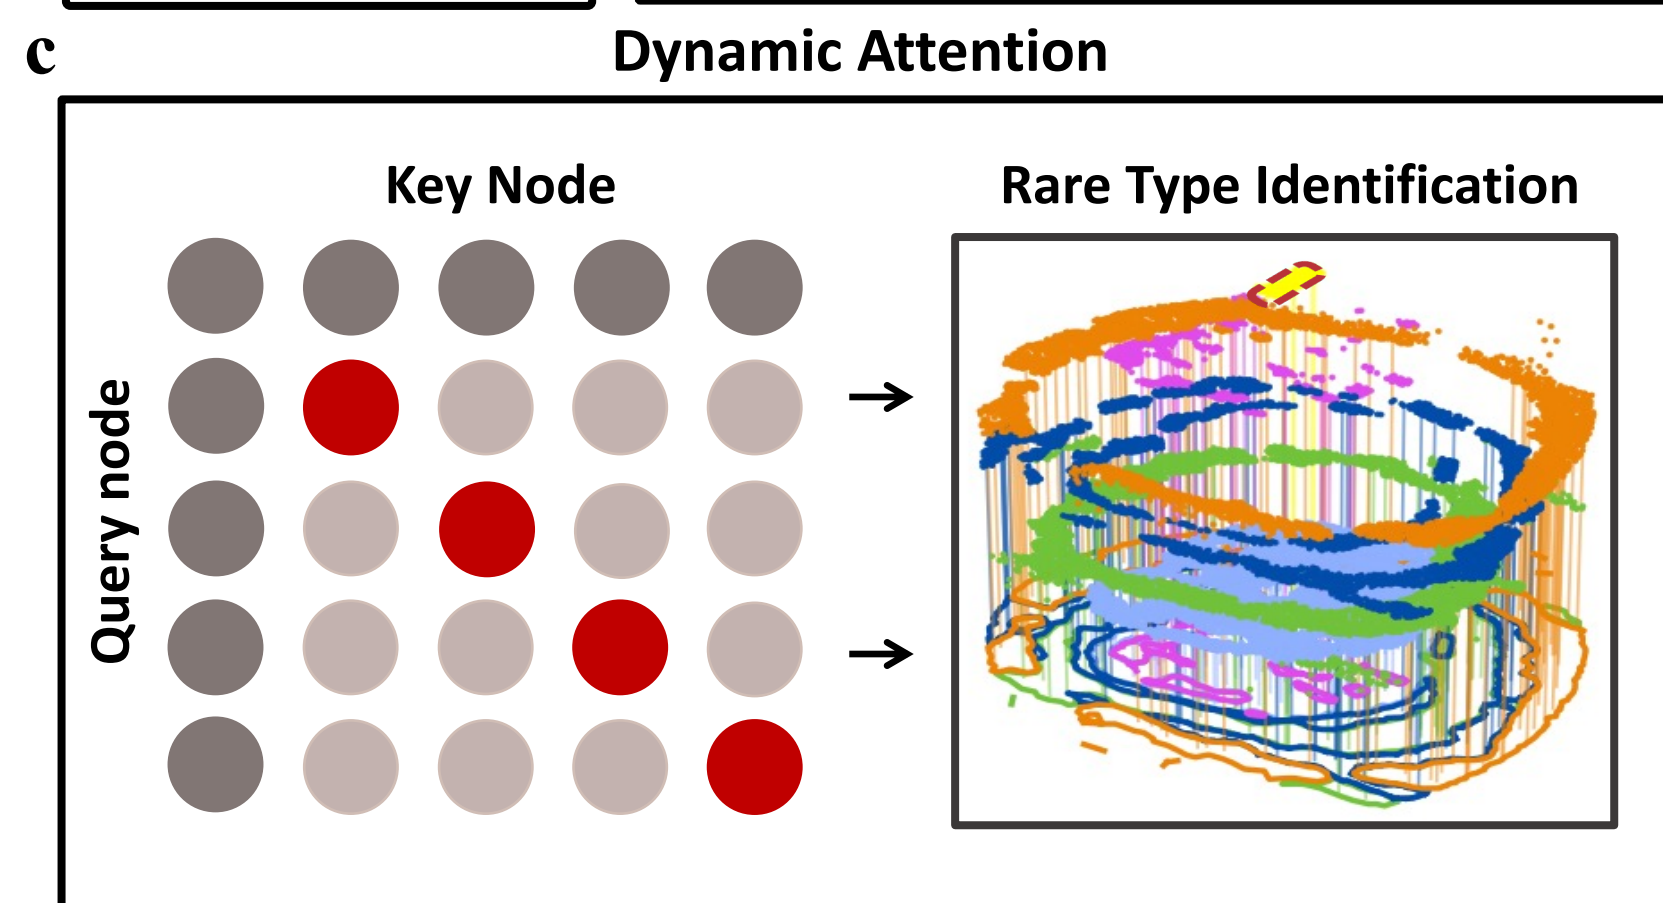 c
Dynamic Attention
Key Node
Rare Type Identification
Query node